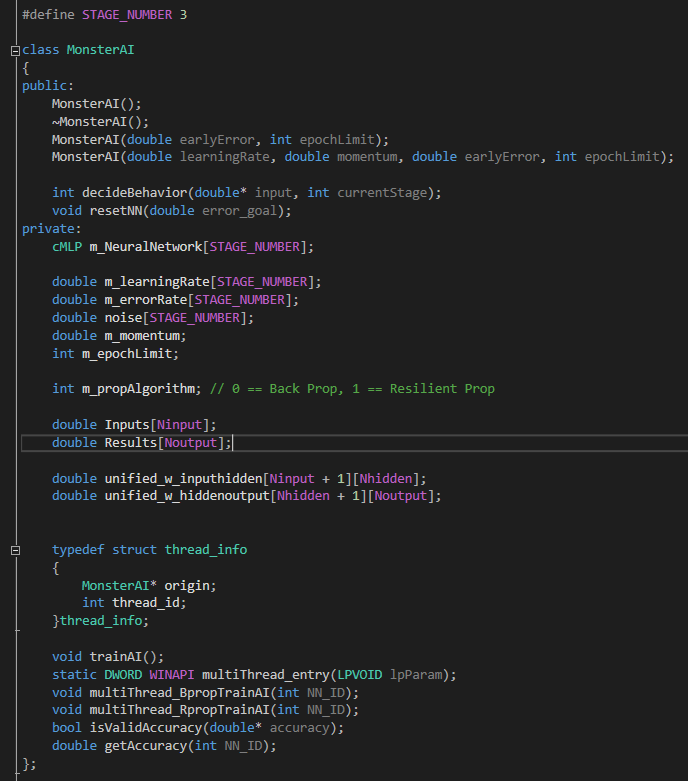 #define STAGE_NUMBER 3
class MonsterAI
{
public:
MonsterAI();
~MonsterAI();
MonsterAI(double earlyError, int epochLimit);
MonsterAI(double learningRate, double momentum, double earlyError, int epochLimit);
int decideBehavior(double* input, int currentStage);
void resetNN(double error_goal);
private:
cMLP m_NeuralNetwork[STAGE_NUMBER];
double m_learningRate[STAGE_NUMBER];
double m_errorRate[STAGE_NUMBER];
double noise[STAGE_NUMBER];
double m_momentum;
int m_epochLimit;
int m_propAlgorithm; // 0 == Back Prop, 1 == Resilient Prop
double Inputs[Ninput];
double Results[Noutput];
double unified_w_inputhidden[Ninput + 1][Nhidden];
double unified_w_hiddenoutput[Nhidden + 1][Noutput];
typedef struct thread_info
{
MonsterAI* origin;
int thread_id;
}thread_info;
void trainAI();
static DWORD WINAPI multiThread_entry(LPVOID lpParam);
void multiThread_BpropTrainAI(int NN_ID);
void multiThread_RpropTrainAI(int NN_ID);
bool isValidAccuracy(double* accuracy);
double getAccuracy(int NN_ID);
};